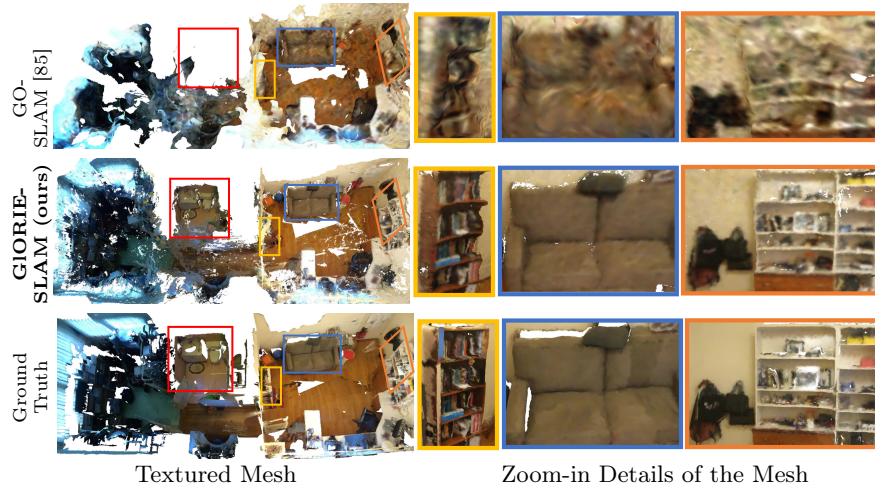 GO-
SLAM [85]
GlORIE-
SLAM (ours)
Ground
Truth
Textured Mesh
Zoom-in Details of the Mesh